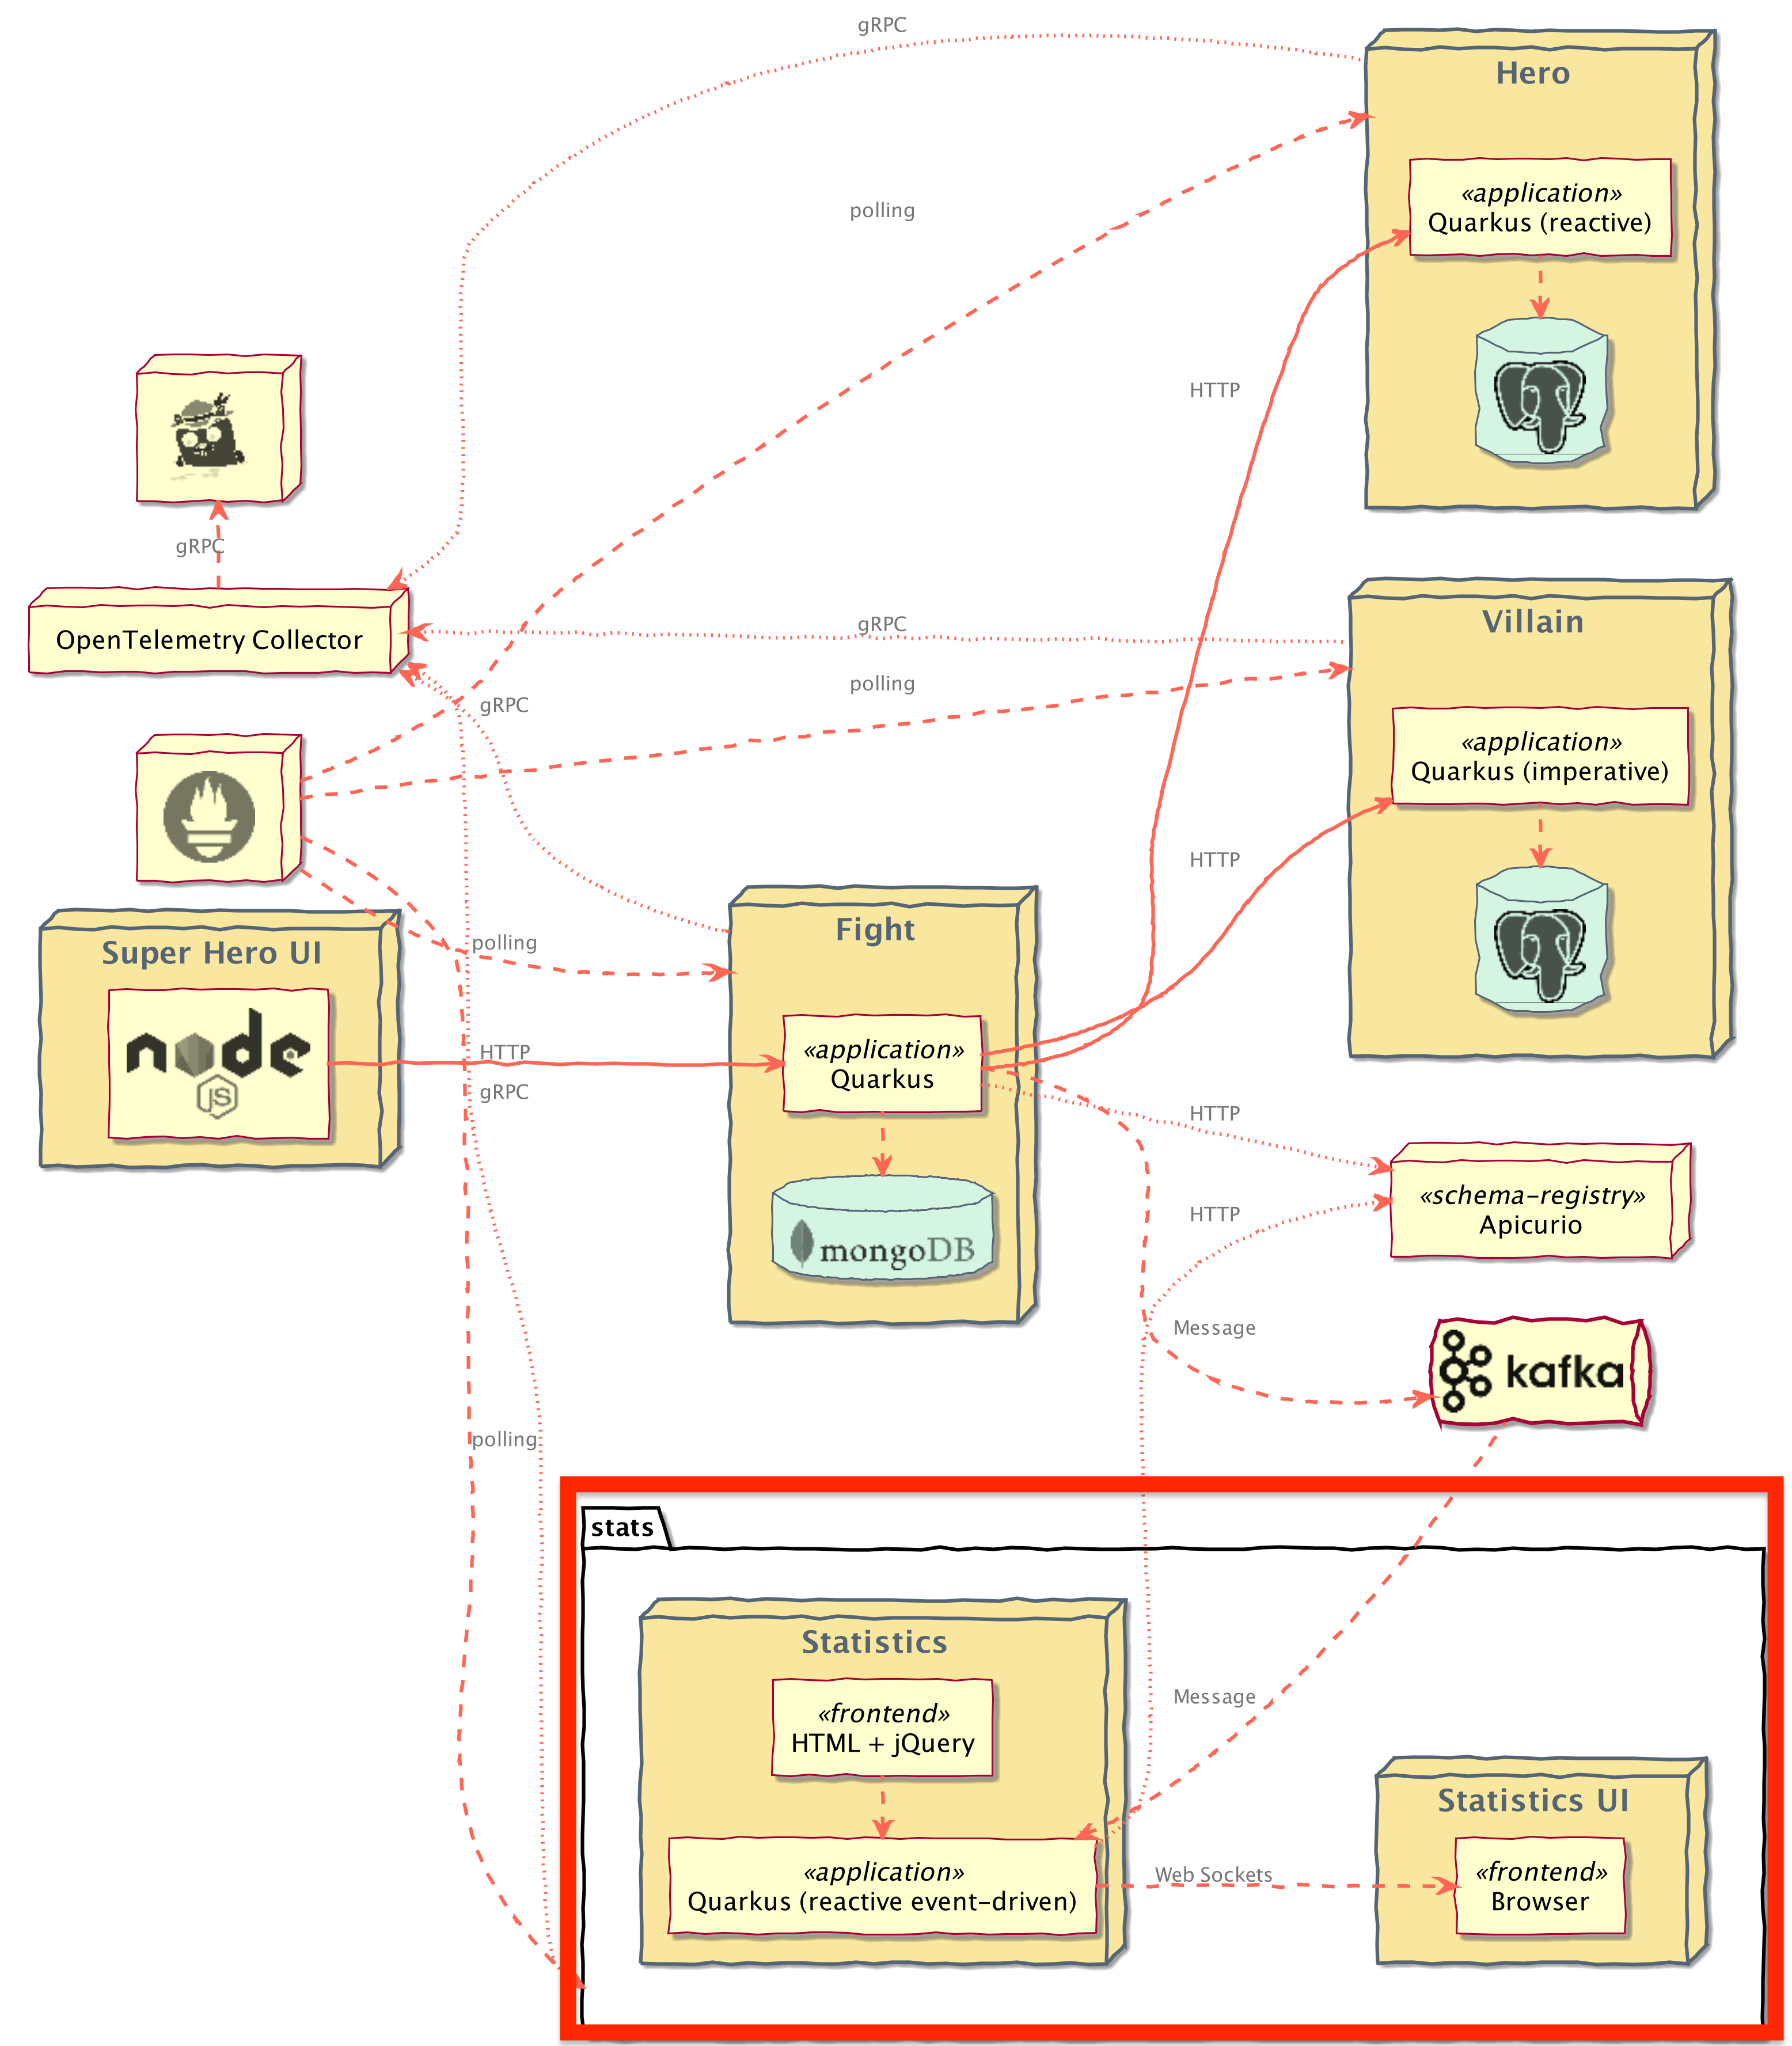 gRPC
Hero
«application»
Quarkus (reactive)
polling
HTTP
gRPC
OpenTelemetry Collector
gRPC
Villain
«application»
Quarkus (imperative)
polling
gRPC
HTTP
Super Hero UI
node
JS
polling
Fight
«application»
Quarkus
mongoDB
HTTP
gRPC
HTTP
«schema-registry»
Apicurio
HTTP
Message
kafka
polling
stats
Statistics
«frontend»
HTML + jQuery
«application»
Quarkus (reactive event-driven)
Message
Web Sockets
Statistics UI
«frontend»
Browser